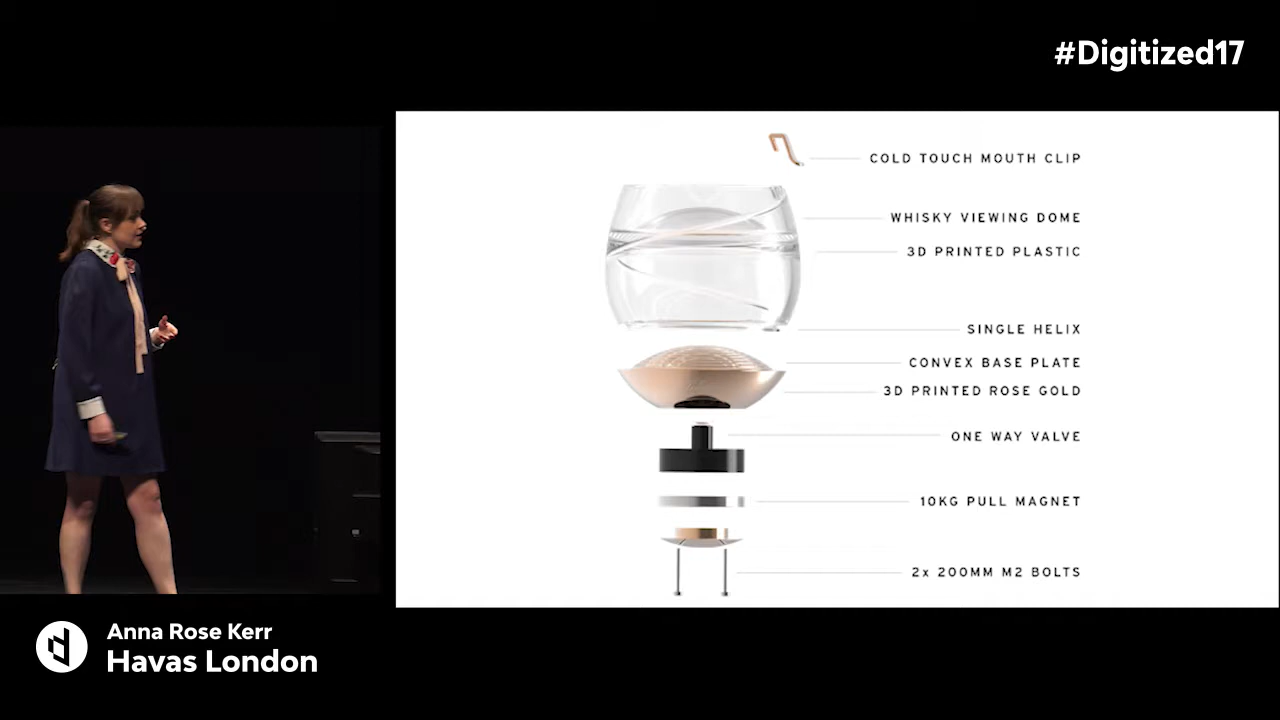 #Digitized17
COLD TOUCH MOUTH CLIP
WHISKY VIEWING DOME
3D PRINTED PLASTIC
SINGLE HELIX
CONVEX BASE PLATE
3D PRINTED ROSE GOLD
ONE WAY VALVE
10KG PULL MAGNET
2x 200MM M2 BOLTS
Anna Rose Kerr
Havas London